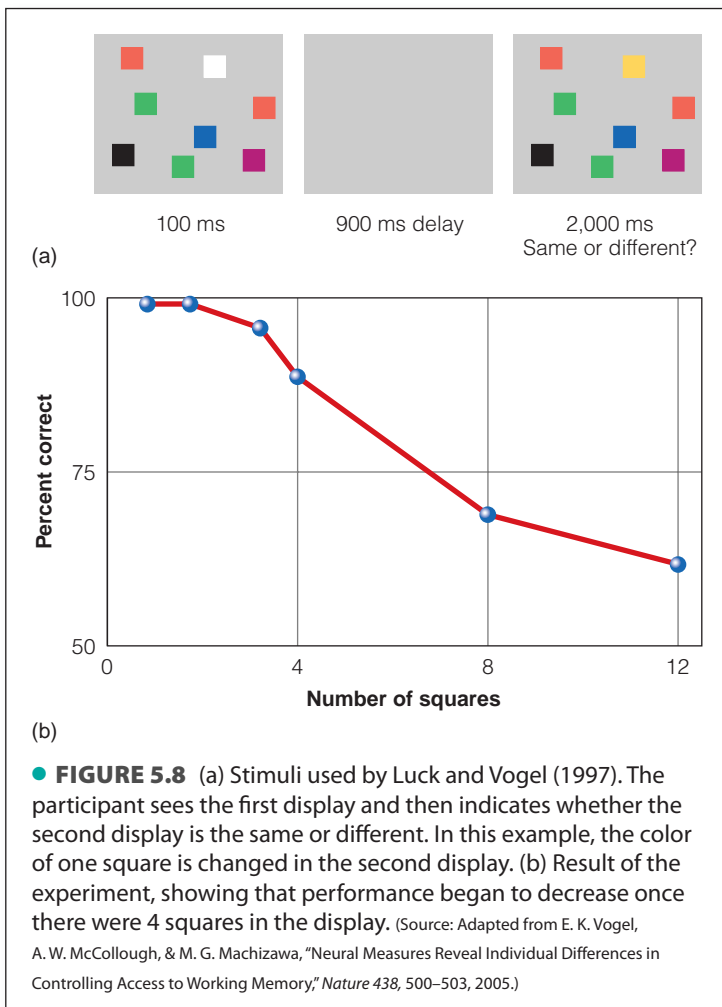 100 ms
900 ms delay
2,000 ms
Same or different?
(a)
100
75
50
Percent correct
0
4
8
12
Number of squares
(b)
● FIGURE 5.8 (a) Stimuli used by Luck and Vogel (1997). The
participant sees the first display and then indicates whether the
second display is the same or different. In this example, the color
of one square is changed in the second display. (b) Result of the
experiment, showing that performance began to decrease once
there were 4 squares in the display. (Source: Adapted from E. K. Vogel,
A. W. McCollough, & M. G. Machizawa, “Neural Measures Reveal Individual Differences in
Controlling Access to Working Memory,” Nature 438, 500–503, 2005.)